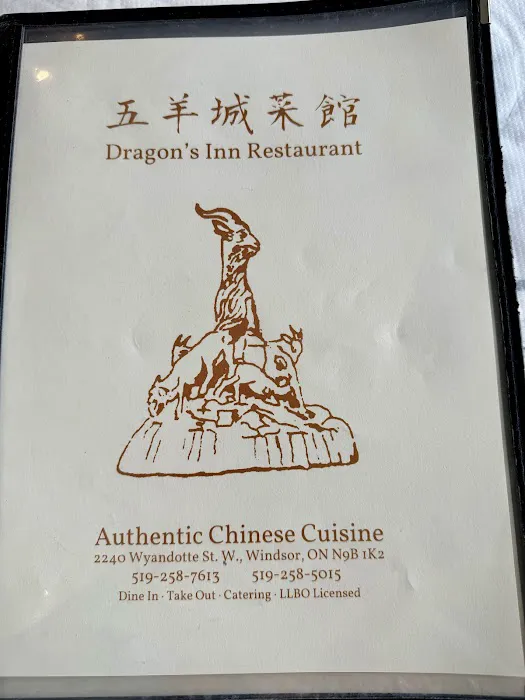 五羊城菜館
Dragon's Inn Restaurant
Authentic Chinese Cuisine
2240 Wyandotte St. W., Windsor, ON N9B 1K2
519-258-7613 519-258-5015
Dine In · Take Out · Catering · LLBO Licensed